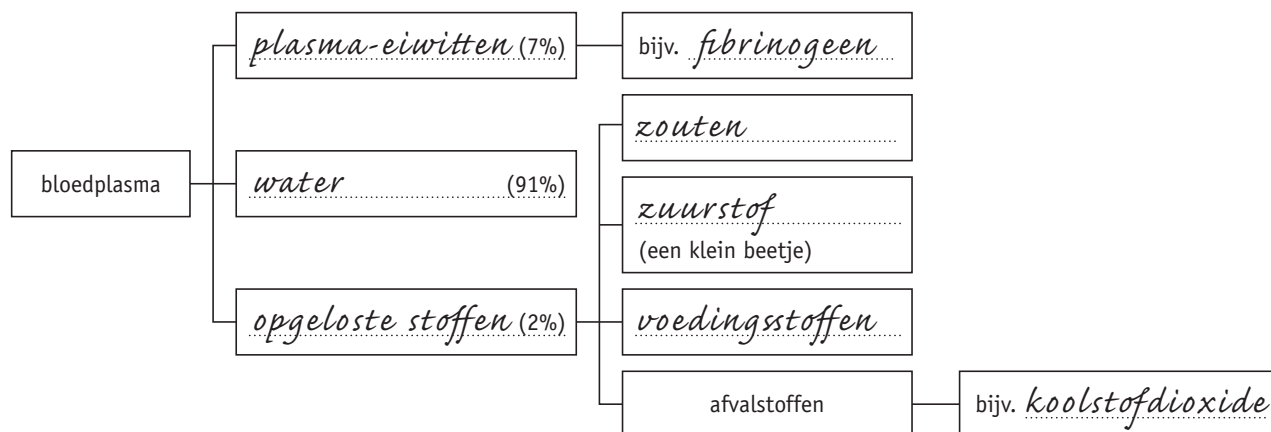 plasma-eiwitten (7%)
bijv. fibrinogeen
zouten
bloedplasma
water (91%)
zuurstof
(een klein beetje)
opgeloste stoffen (2%)
voedingsstoffen
afvalstoffen
bijv. koolstofdioxide